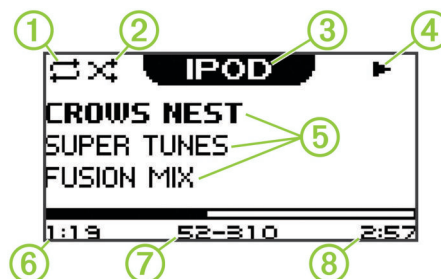 1 2 3 4
IPOD
CROWS NEST
SUPER TUNES
FUSION MIX
5
1:19 52-310 2:57
6 7 8